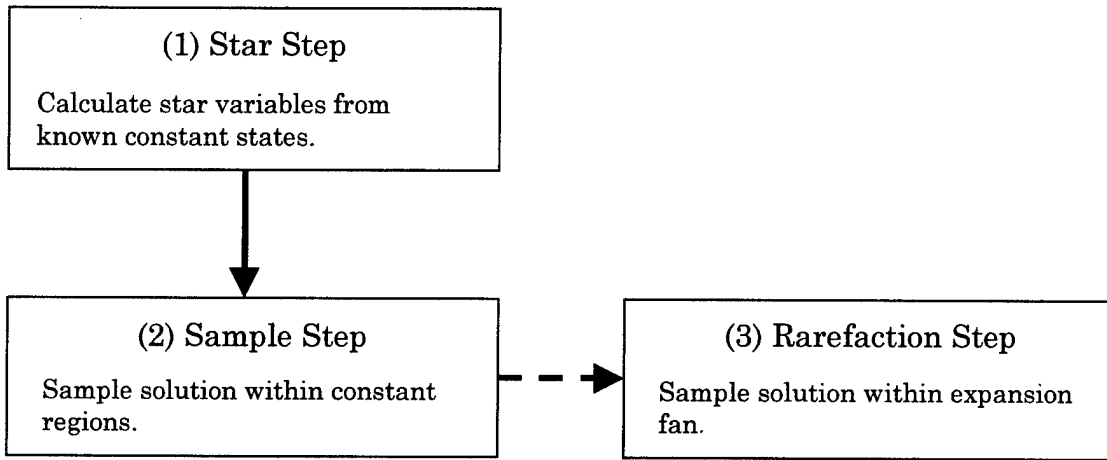 (1) Star Step
Calculate star variables from
known constant states.
(2) Sample Step
Sample solution within constant
regions.
(3) Rarefaction Step
Sample solution within expansion
fan.